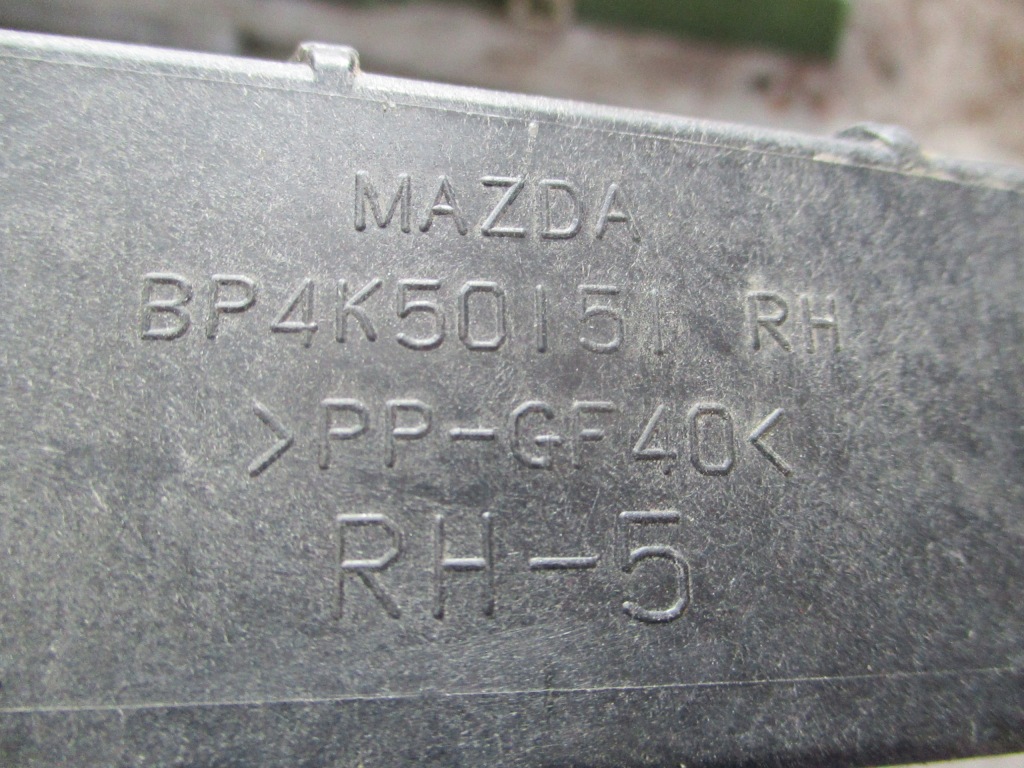 MAZDA
BP4K50151 RH
>PP-GF40<
RH-5